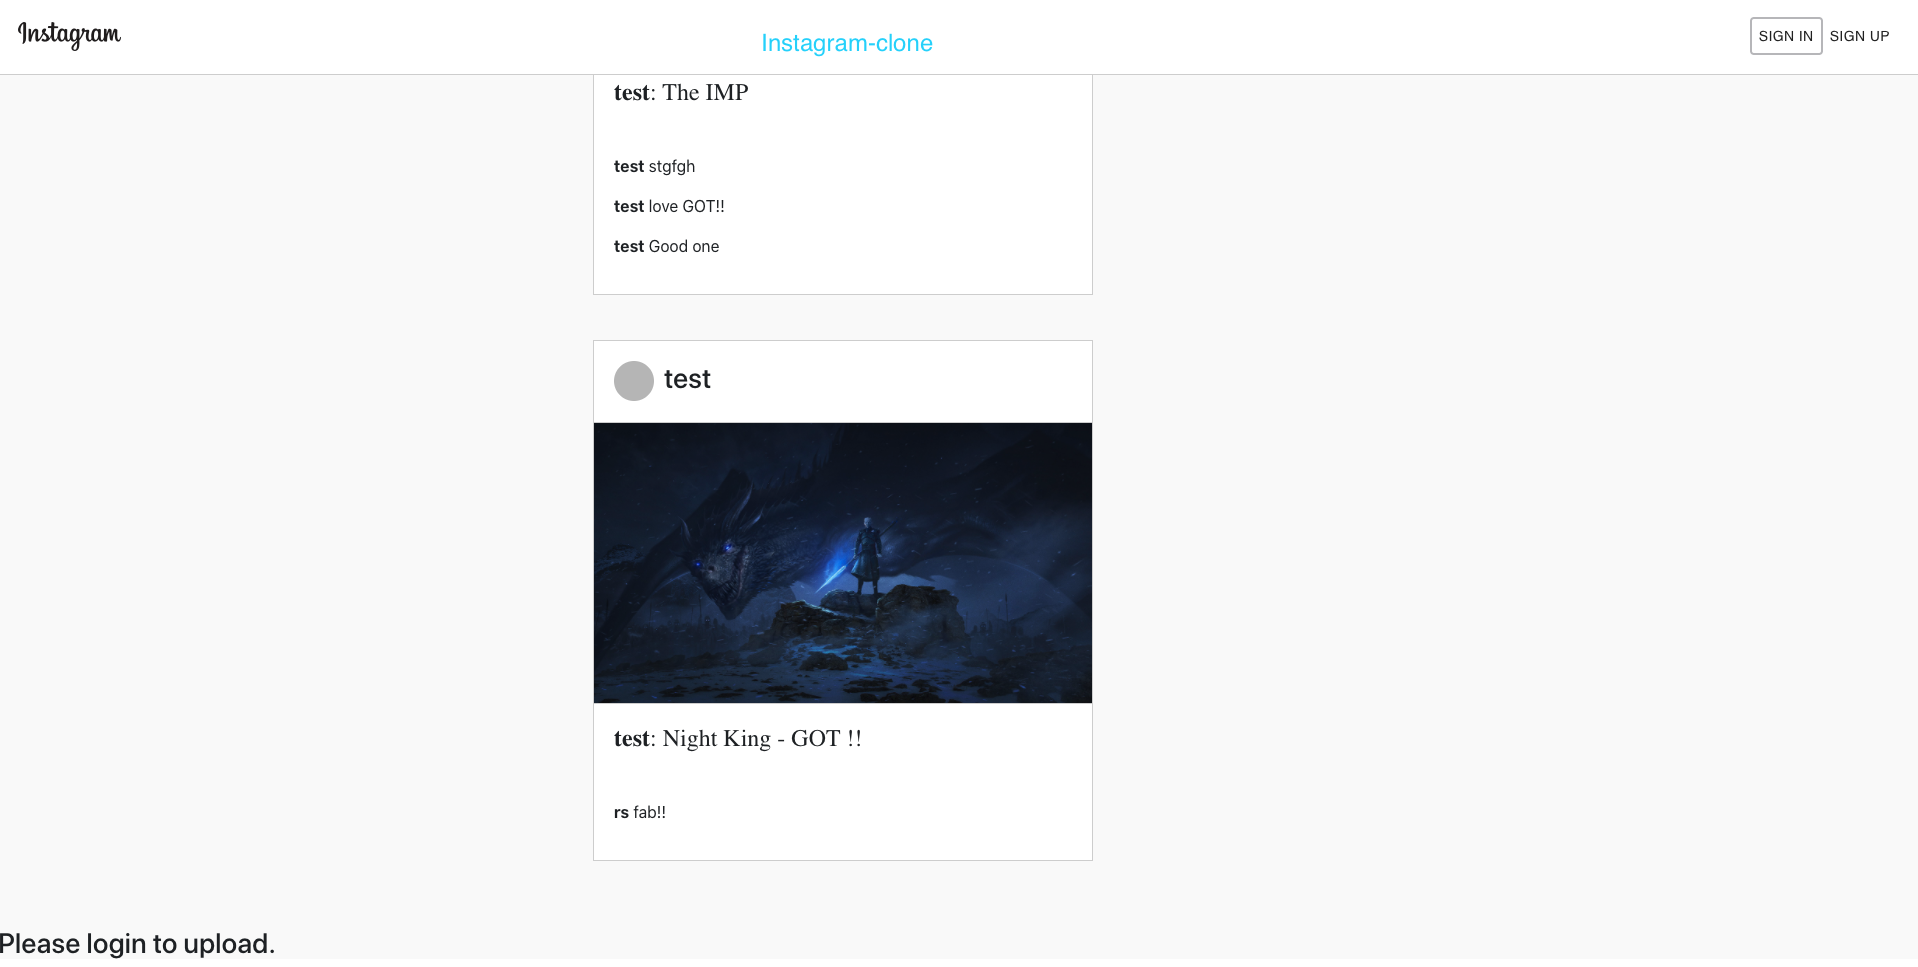 Instagram
Instagram-clone
SIGN IN SIGN UP
test: The IMP
test stgfgh
test love GOT!!
test Good one
test
test: Night King - GOT !!
rs fab!!
Please login to upload.